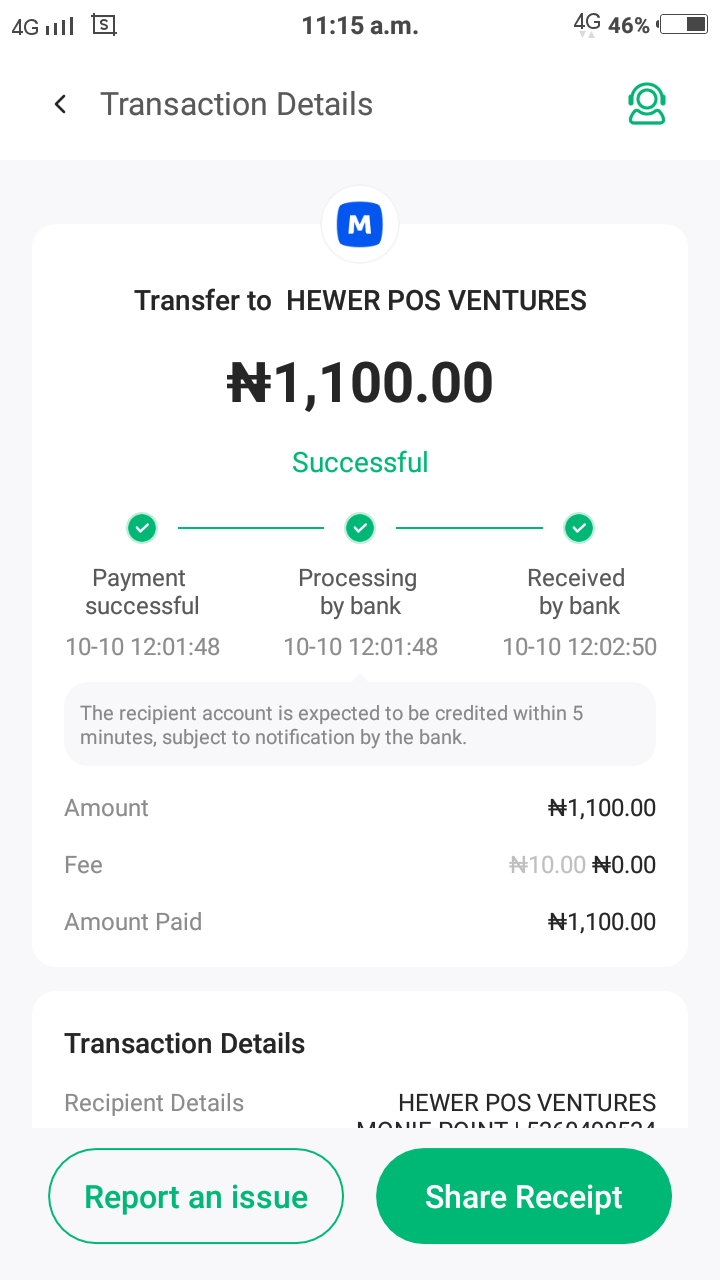 4G S 11:15 a.m. 4G 46%
Transaction Details
M
Transfer to HEWER POS VENTURES
₦1,100.00
Successful
Payment successful
Processing by bank
Received by bank
10-10 12:01:48 10-10 12:01:48 10-10 12:02:50
The recipient account is expected to be credited within 5
minutes, subject to notification by the bank.
Amount ₦1,100.00
Fee ₦10.00 ₦0.00
Amount Paid ₦1,100.00
Transaction Details
Recipient Details HEWER POS VENTURES
MONIE POINT |
Report an issue Share Receipt